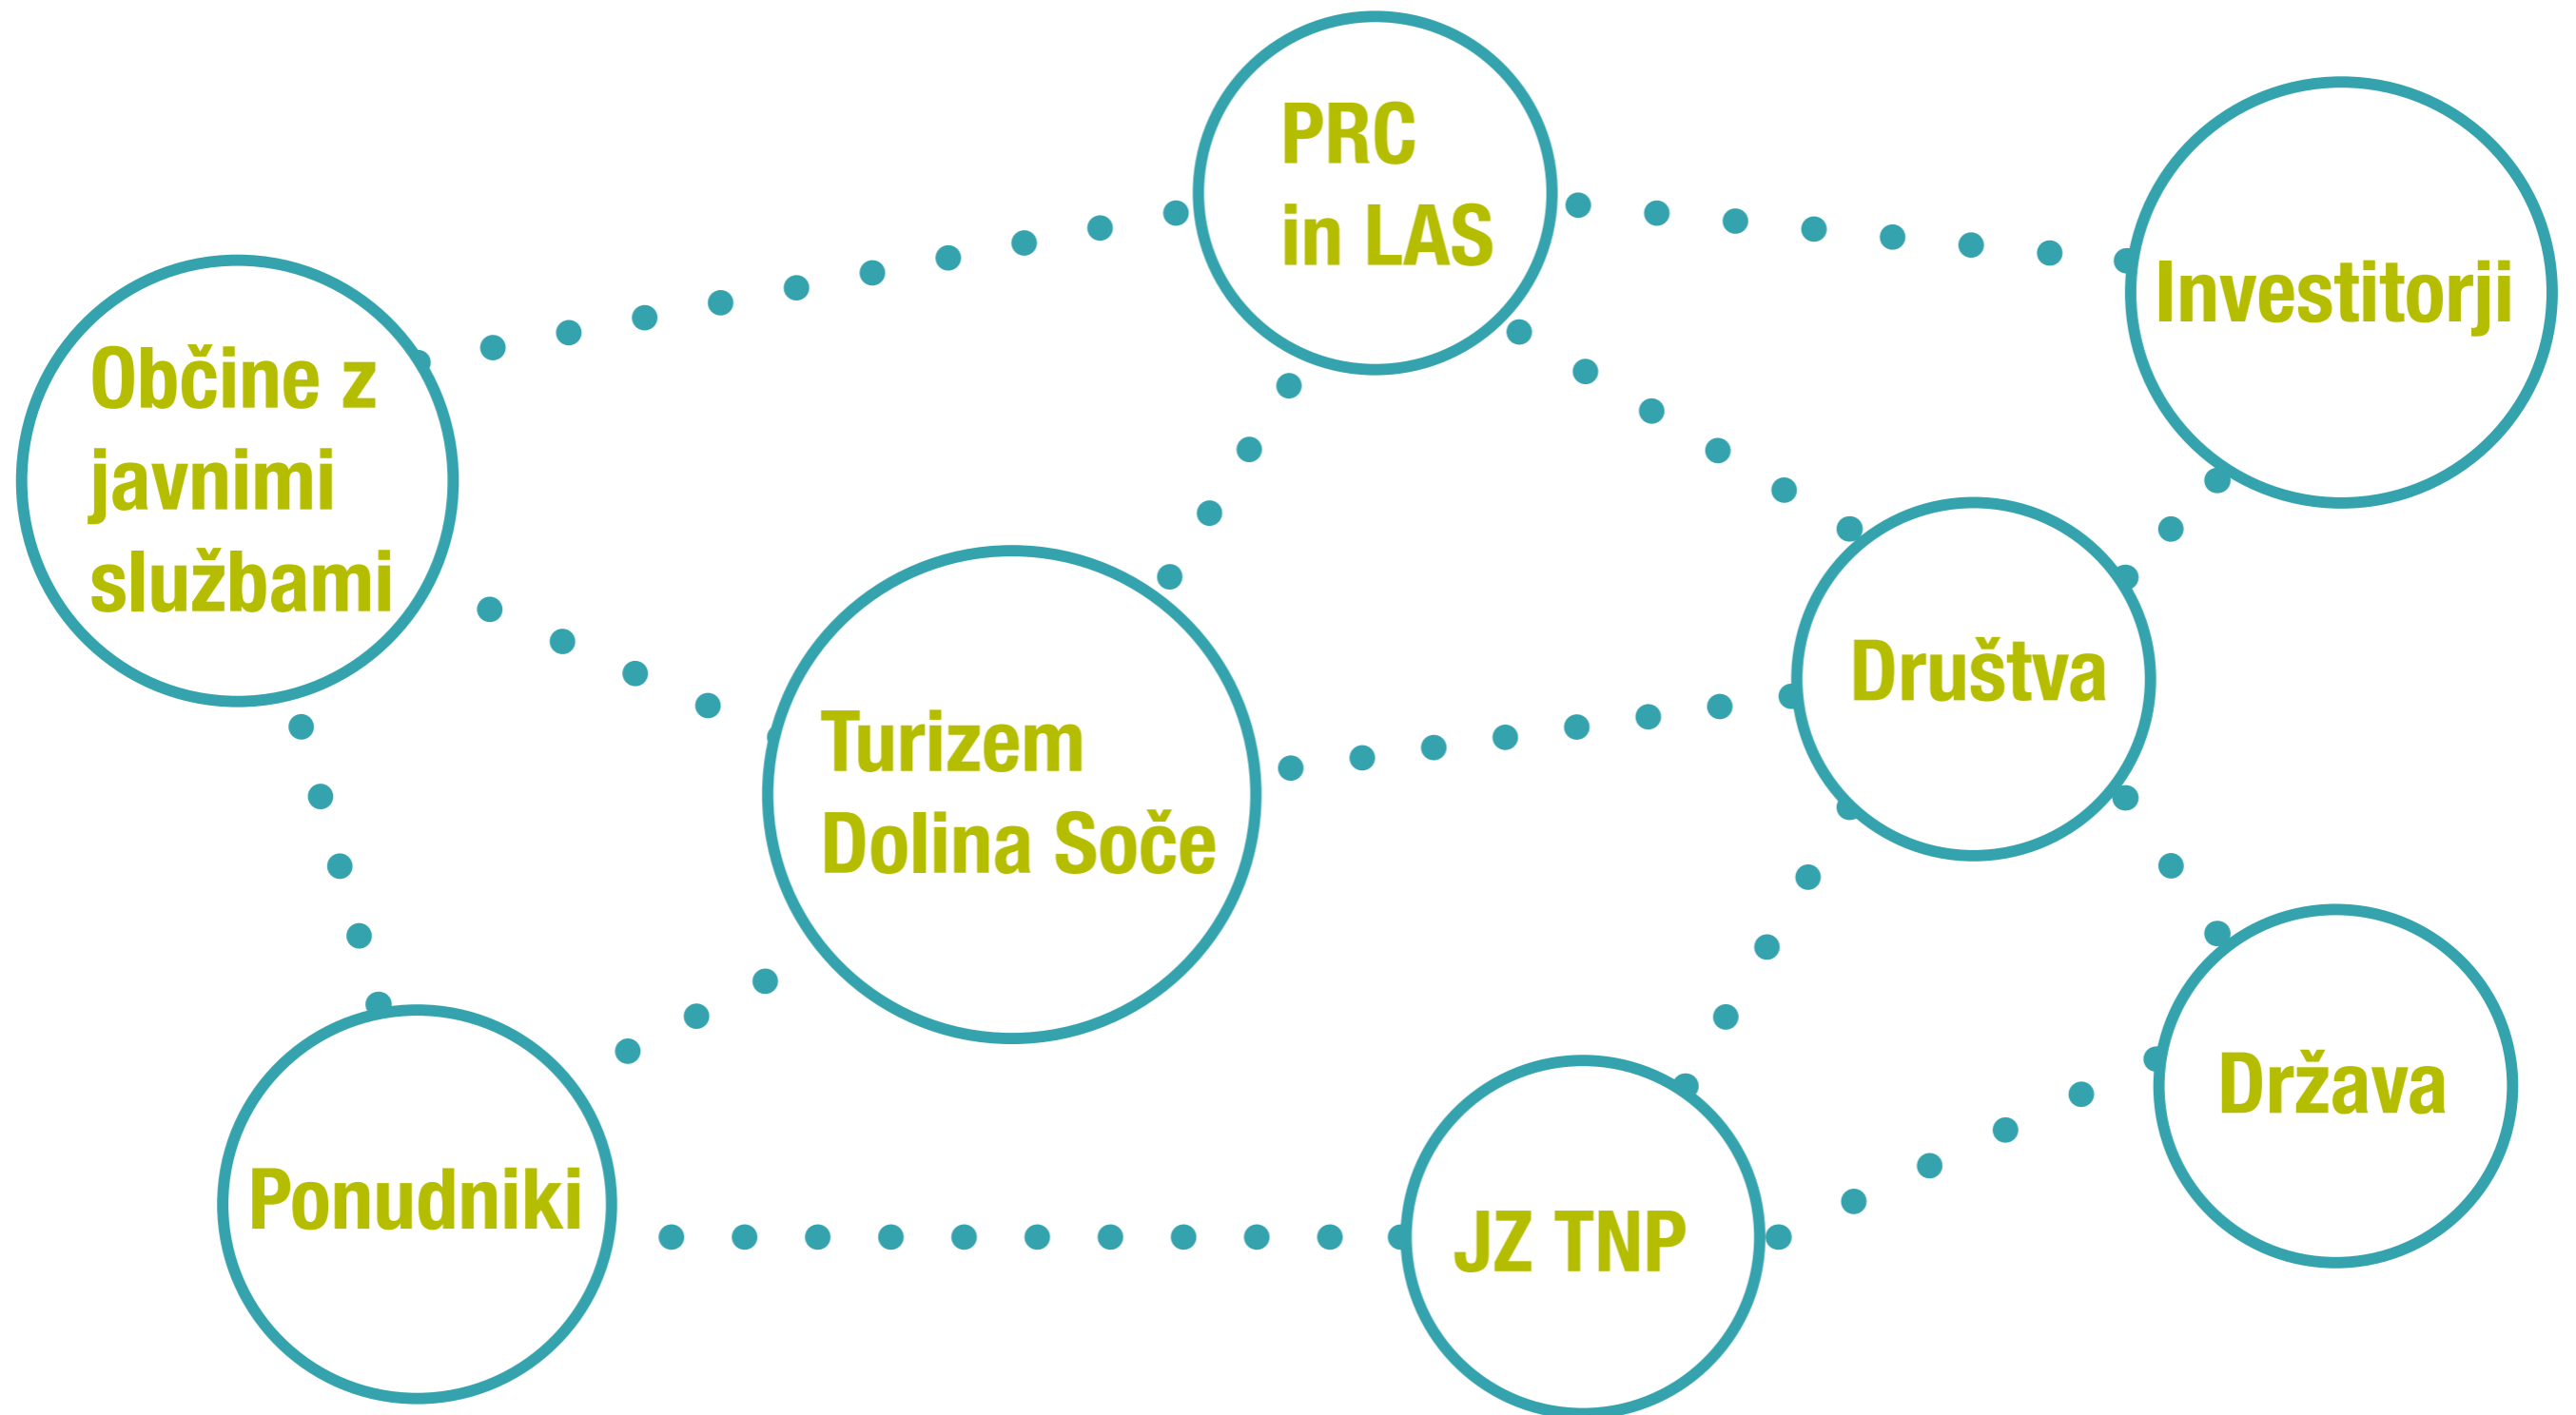 PRC
in LAS
Investitorji
Občine z
javnimi
službami
Društva
Turizem
Dolina Soče
Država
Ponudniki
JZ TNP